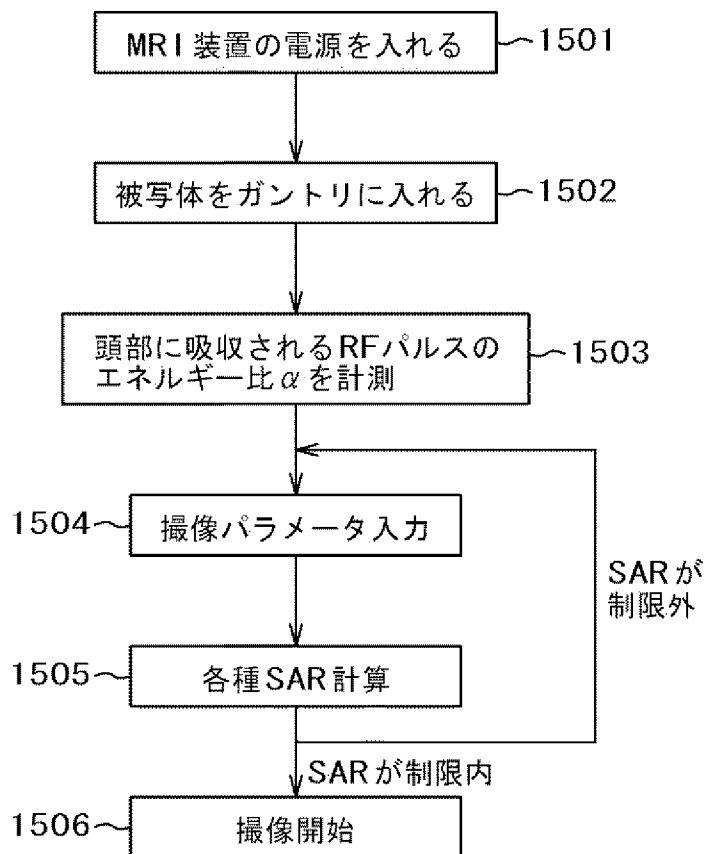 MRI装置の電源を入れる 1501
被写体をガントリに入れる 1502
頭部に吸収されるRFパルスの
エネルギー比αを計測
1503
1504 撮像パラメータ入力
SARが
制限外
1505 各種SAR計算
SARが制限内
1506 撮像開始